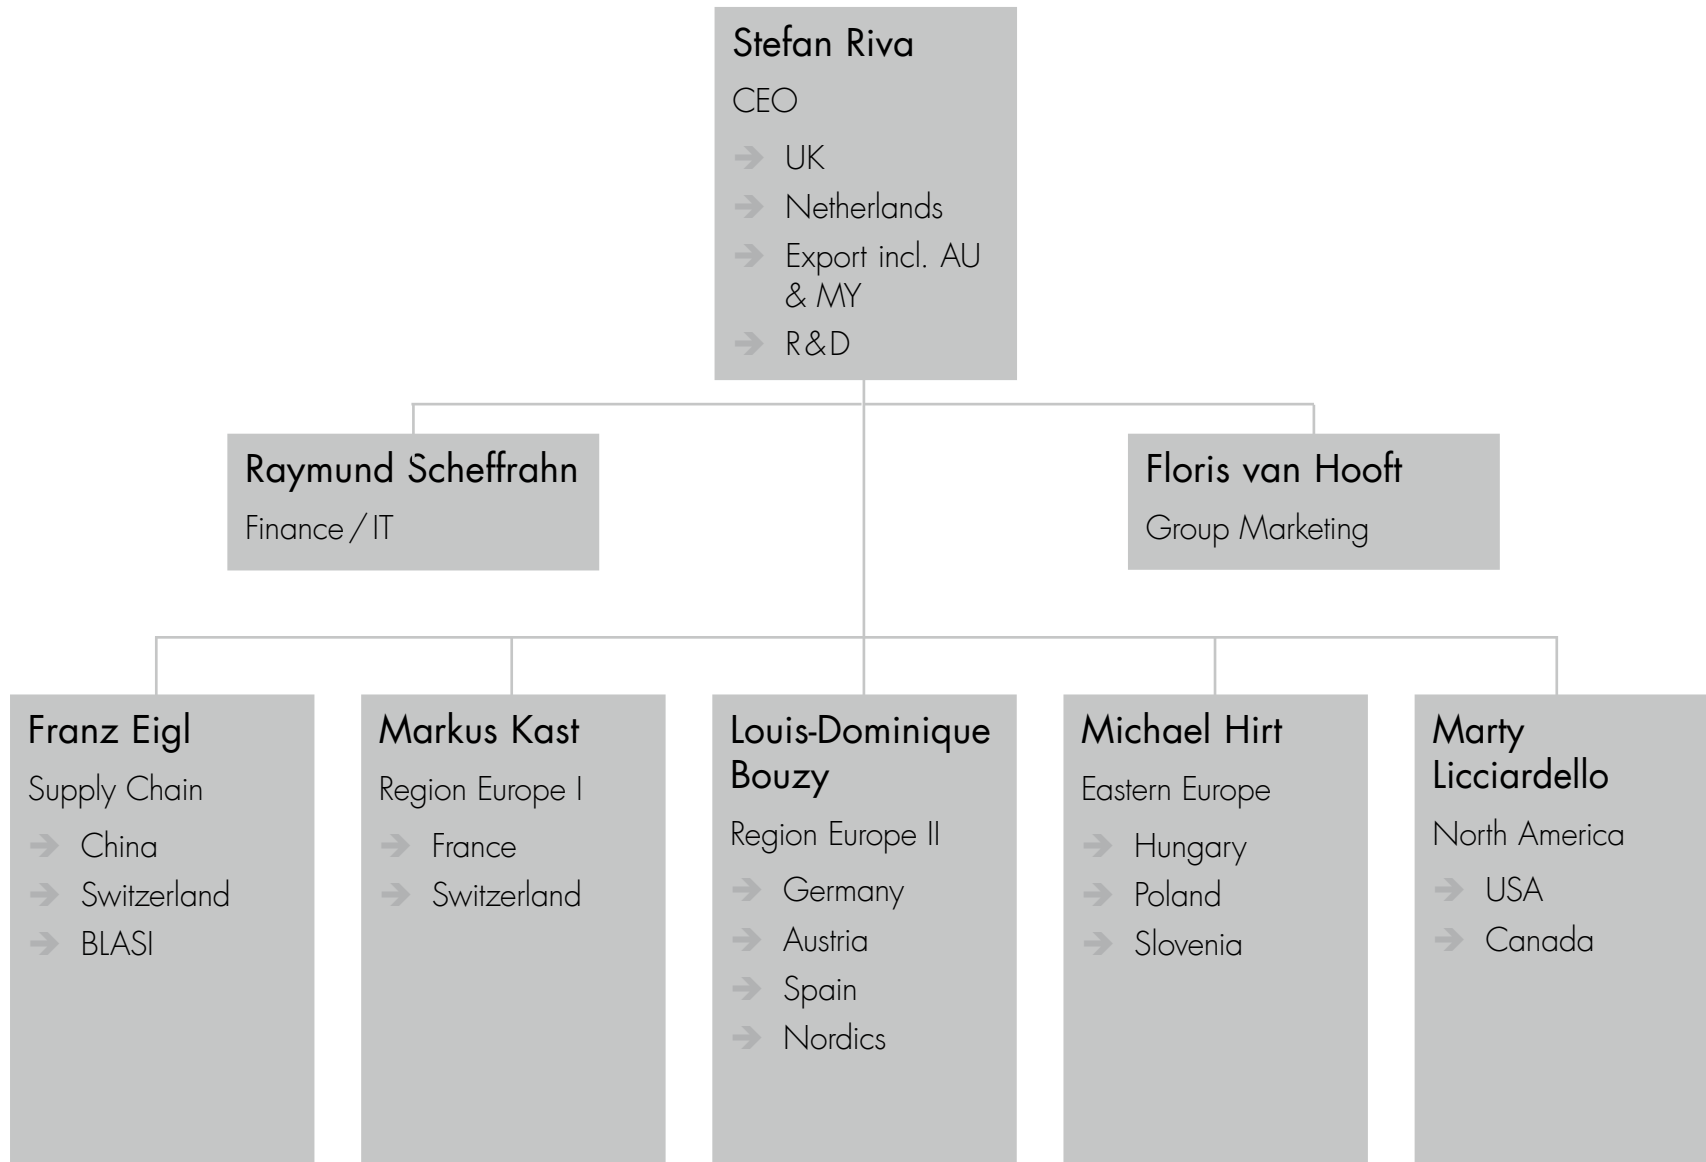 Stefan Riva
CEO
UK
Netherlands
Export incl. AU
& MY
R&D
Raymund Scheffrahn
Finance / IT
Floris van Hooft
Group Marketing
Franz Eigl
Supply Chain
China
Switzerland
BLASI
Markus Kast
Region Europe I
France
Switzerland
Louis-Dominique
Bouzy
Region Europe II
Germany
Austria
Spain
Nordics
Michael Hirt
Eastern Europe
Hungary
Poland
Slovenia
Marty
Licciardello
North America
USA
Canada